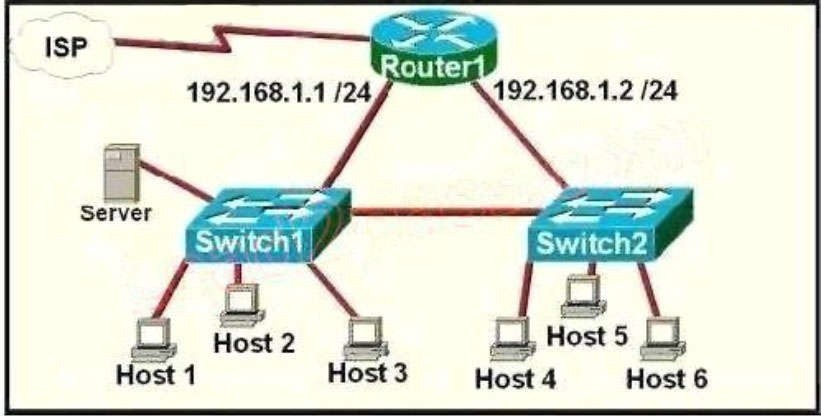 ISP
Router1
192.168.1.1 /24
192.168.1.2 /24
Server
Switch1
Switch2
Host 1
Host 2
Host 3
Host 4
Host 5
Host 6